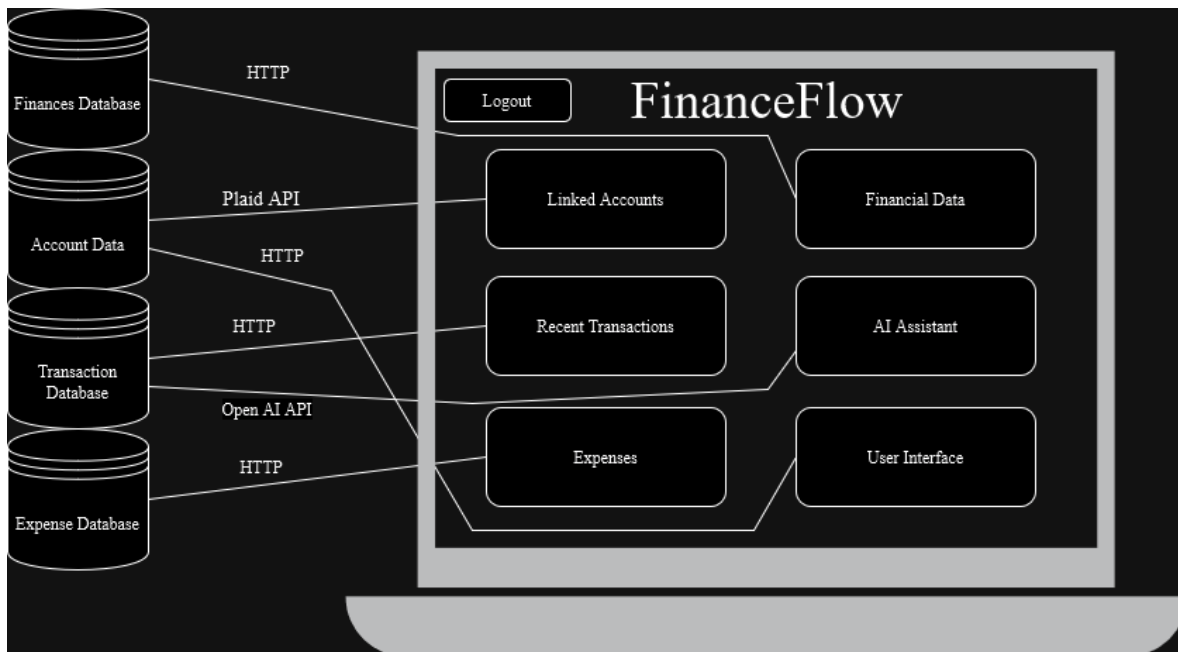 Finances Database
HTTP
Logout
FinanceFlow
Account Data
Plaid API
HTTP
Linked Accounts
Financial Data
Transaction
Database
HTTP
Open AI API
Recent Transactions
AI Assistant
Expense Database
HTTP
Expenses
User Interface